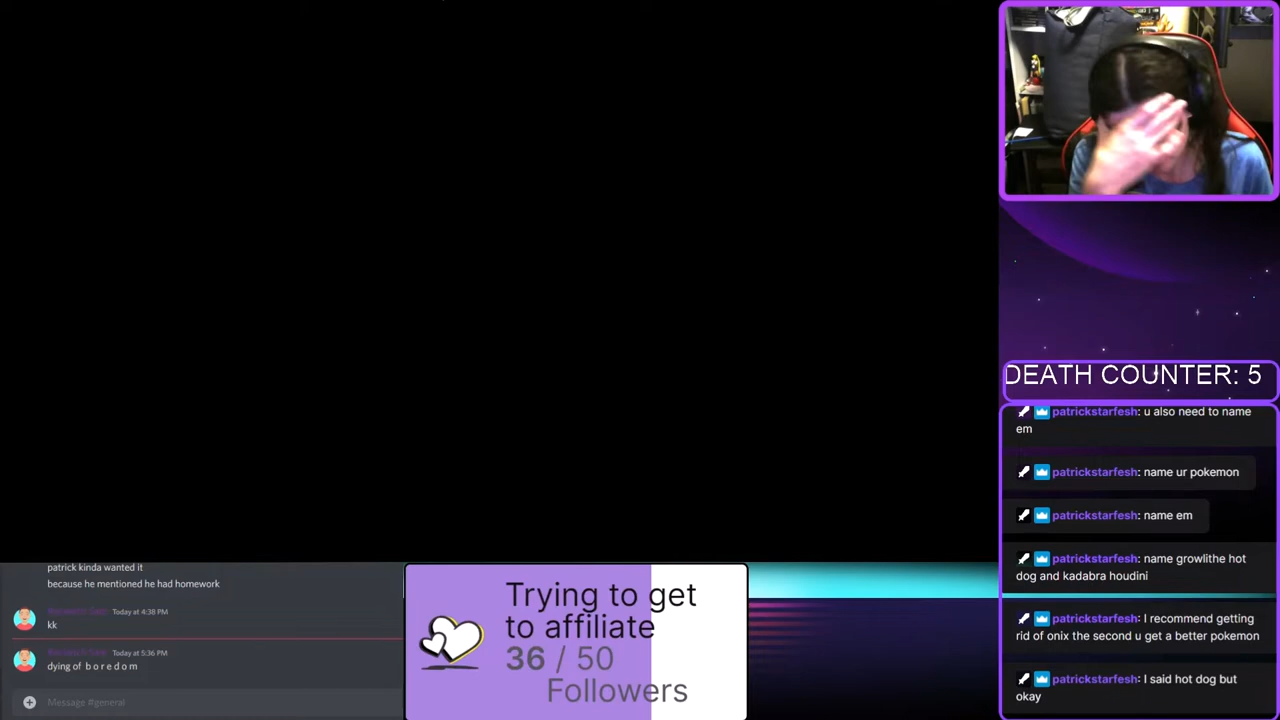 DEATH COUNTER: 5
patrickstarfesh: u also need to name
em
patrickstarfesh: name ur pokemon
patrickstarfesh: name em
patrickstarfesh: name growlithe hot
dog and kadabra houdini
patrickstarfesh: I recommend getting
rid of onix the second u get a better pokemon
patrickstarfesh: I said hot dog but
okay
patrick kinda wanted it
because he mentioned he had homework
Today at 4:38 PM
kk
Today at 5:36 PM
dying of b o r e d o m
Message #general
Trying to get
to affiliate
36 / 50
Followers